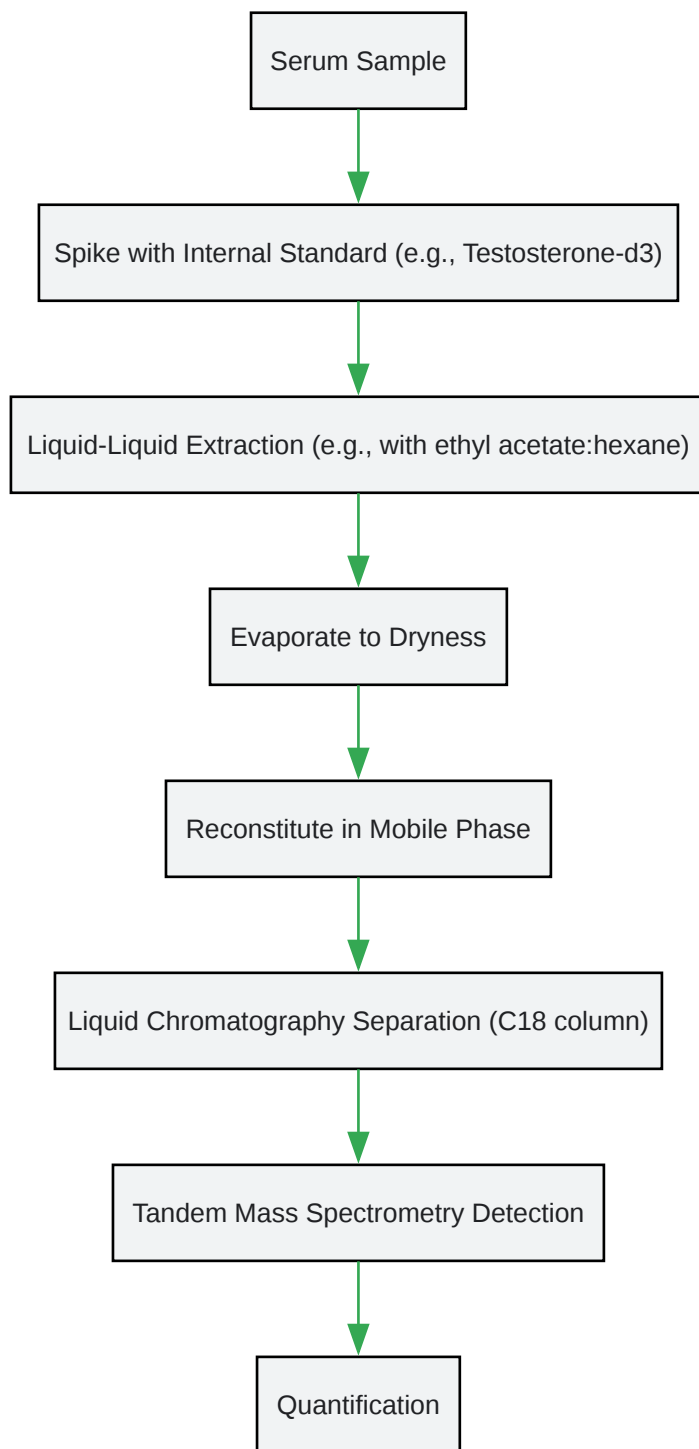 Serum Sample
Spike with Internal Standard (e.g., Testosterone-d3)
Liquid-Liquid Extraction (e.g., with ethyl acetate:hexane)
Evaporate to Dryness
Reconstitute in Mobile Phase
Liquid Chromatography Separation (C18 column)
Tandem Mass Spectrometry Detection
Quantification